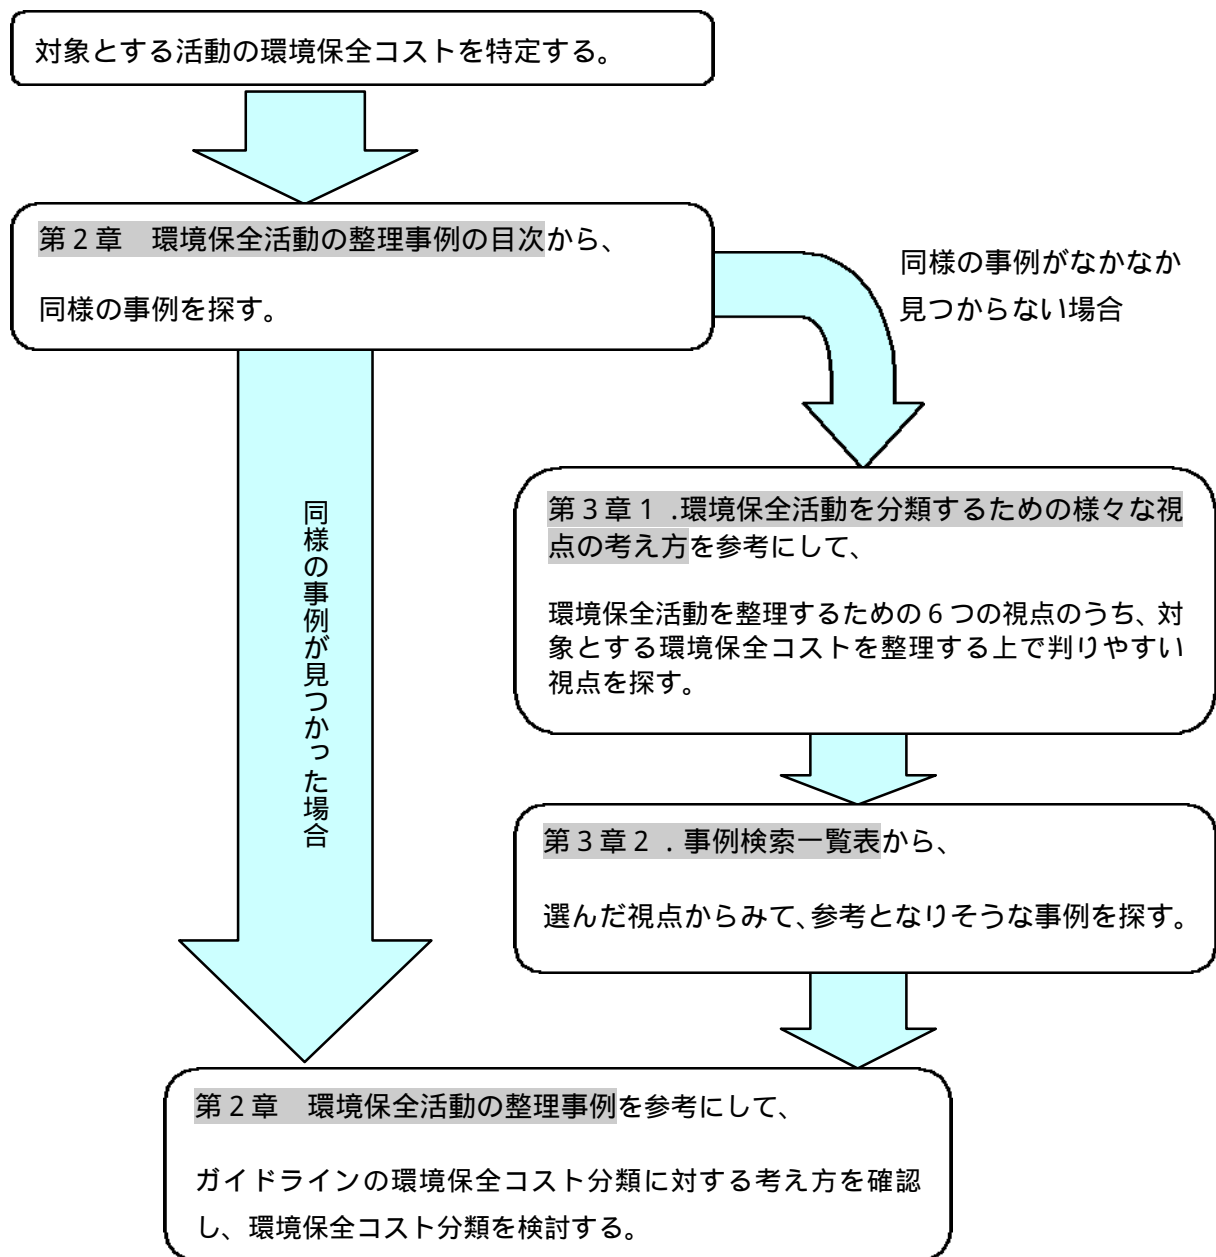 対象とする活動の環境保全コストを特定する。
第2章　環境保全活動の整理事例の目次から、
同様の事例を探す。
同様の事例がなかなか
見つからない場合
同様の事例が見つかった場合
第3章1.環境保全活動を分類するための様々な視
点の考え方を参考にして、
環境保全活動を整理するための6つの視点のうち、対
象とする環境保全コストを整理する上で判りやすい
視点を探す。
第3章2．事例検索一覧表から、
選んだ視点からみて、参考となりそうな事例を探す。
第2章　環境保全活動の整理事例を参考にして、
ガイドラインの環境保全コスト分類に対する考え方を確認
し、環境保全コスト分類を検討する。